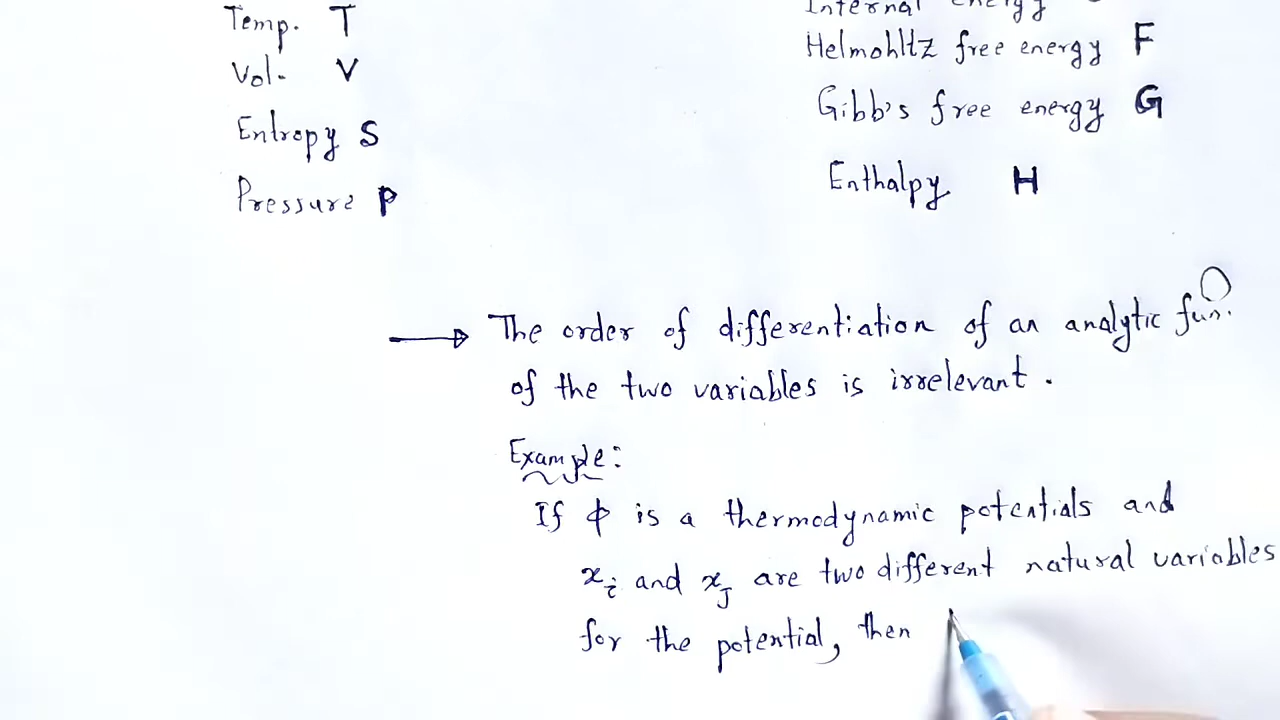 Temp. T
Vol. V
Entropy S
Pressure P
Internal energy
Helmohltz free energy F
Gibb's free energy G
Enthalpy H
The order of differentiation of an analytic fun.
of the two variables is irrelevant.
Example:
If ϕ is a thermodynamic potentials and
xi and xJ are two different natural variables
for the potential, then